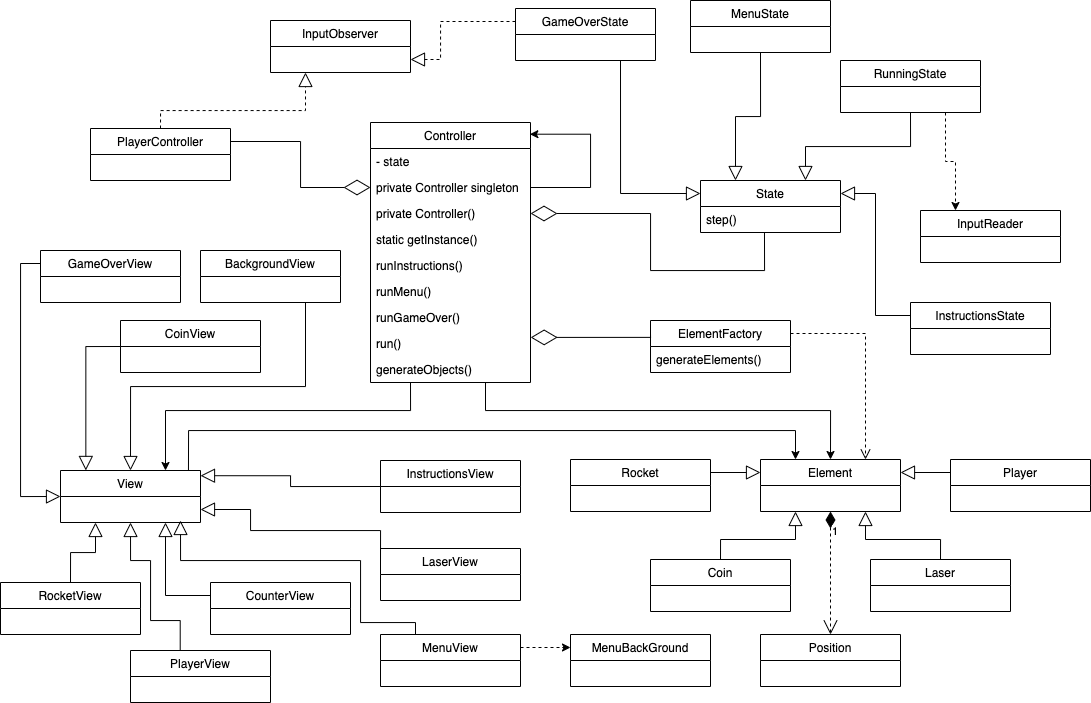 MenuState
GameOverState
InputObserver
RunningState
PlayerController
Controller
- state
private Controller singleton
private Controller()
static getInstance()
runInstructions()
runMenu()
runGameOver()
run()
generateObjects()
State
step()
InputReader
GameOverView
BackgroundView
InstructionsState
CoinView
ElementFactory
generateElements()
View
InstructionsView
Rocket
Element
Player
1
LaserView
Coin
Laser
RocketView
CounterView
MenuView
MenuBackGround
Position
PlayerView